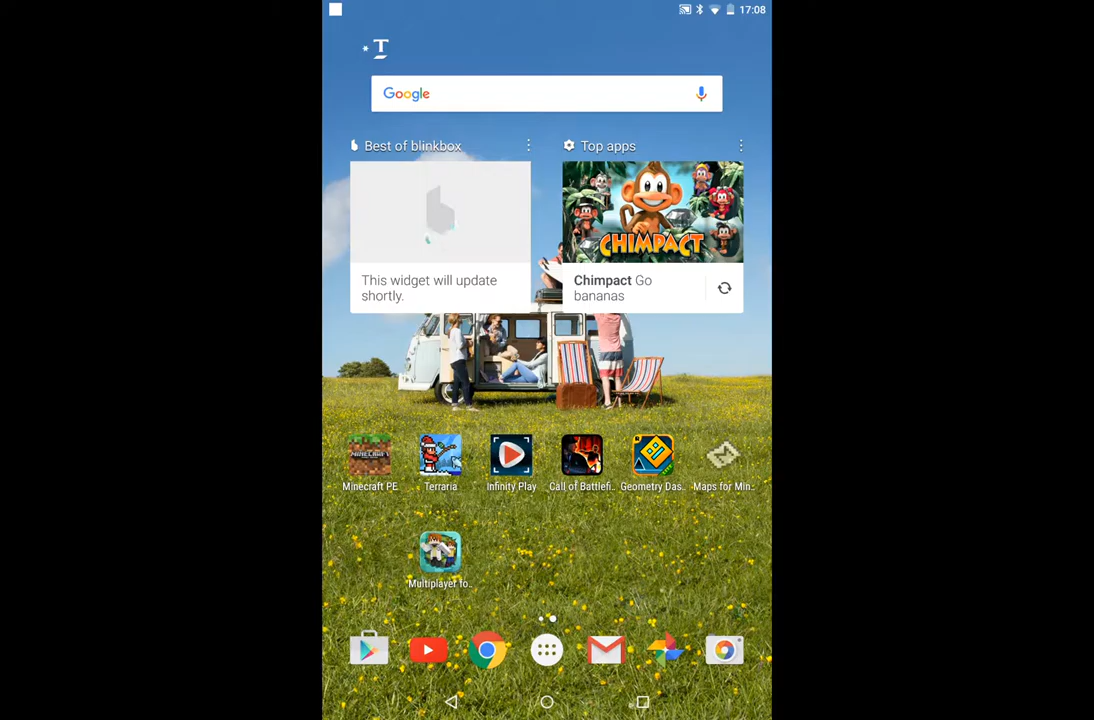 17:08
T
Google
Best of blinkbox
Top apps
This widget will update
shortly.
CHIMPACT
Chimpact Go
bananas
MINECRAFT
Minecraft PE
Terraria
Infinity Play
Call of Battlefi..
Geometry Das..
Maps for Min..
Multiplayer fo..